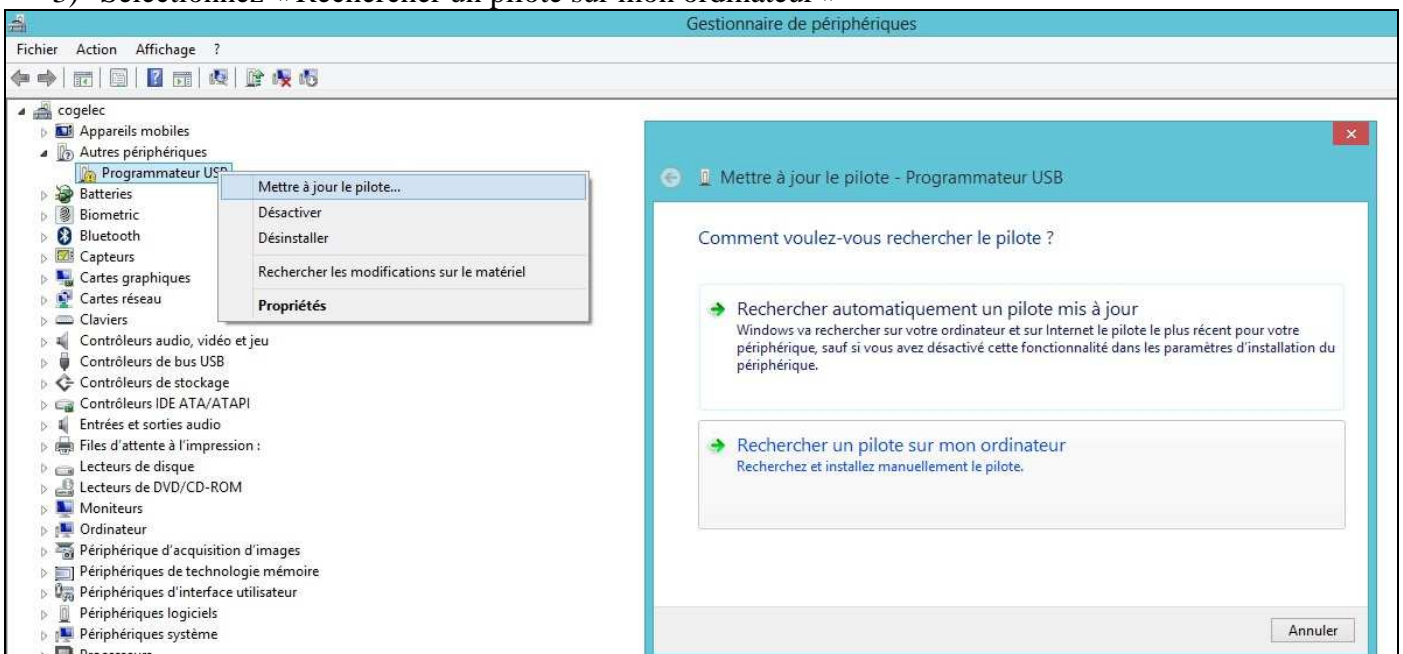 3) Sélectionnez « Rechercher un pilote sur mon ordinateur »
Gestionnaire de périphériques
Fichier Action Affichage ?
cogelec
Appareils mobiles
Autres périphériques
Programmateur USB
Batteries
Biometric
Bluetooth
Capteurs
Cartes graphiques
Cartes réseau
Claviers
Contrôleurs audio, vidéo et jeu
Contrôleurs de bus USB
Contrôleurs de stockage
Contrôleurs IDE ATA/ATAPI
Entrées et sorties audio
Files d'attente à l'impression :
Lecteurs de disque
Lecteurs de DVD/CD-ROM
Moniteurs
Ordinateur
Périphérique d'acquisition d'images
Périphériques de technologie mémoire
Périphériques d'interface utilisateur
Périphériques logiciels
Périphériques système
Processeurs
Mettre à jour le pilote...
Désactiver
Désinstaller
Rechercher les modifications sur le matériel
Propriétés
Mettre à jour le pilote - Programmateur USB
Comment voulez-vous rechercher le pilote ?
Rechercher automatiquement un pilote mis à jour
Windows va rechercher sur votre ordinateur et sur Internet le pilote le plus récent pour votre
périphérique, sauf si vous avez désactivé cette fonctionnalité dans les paramètres d'installation du
périphérique.
Rechercher un pilote sur mon ordinateur
Recherchez et installez manuellement le pilote.
Annuler